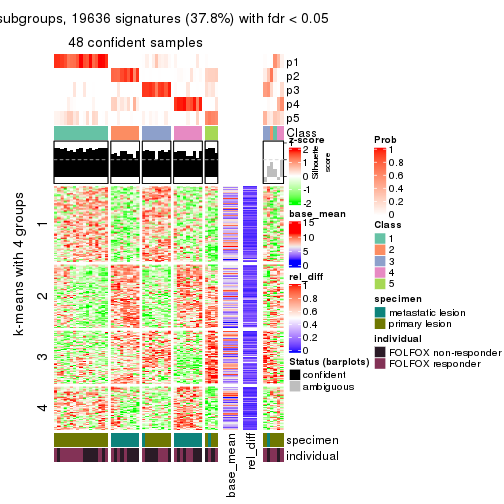 subgroups, 19636 signatures (37.8%) with fdr < 0.05
48 confident samples
p1
p2
p3
p4
p5
Class
k-means with 4 groups
1
2
3
4
Silhouette
score
z-score
2
1
0
-1
-2
base_mean
15
10
5
0
rel_diff
1
0.8
0.6
0.4
0.2
0
Status (barplots)
confident
ambiguous
Prob
1
0.8
0.6
0.4
0.2
0
Class
1
2
3
4
5
specimen
metastatic lesion
primary lesion
individual
FOLFOX non-responder
FOLFOX responder
specimen
individual
base_mean
rel_diff